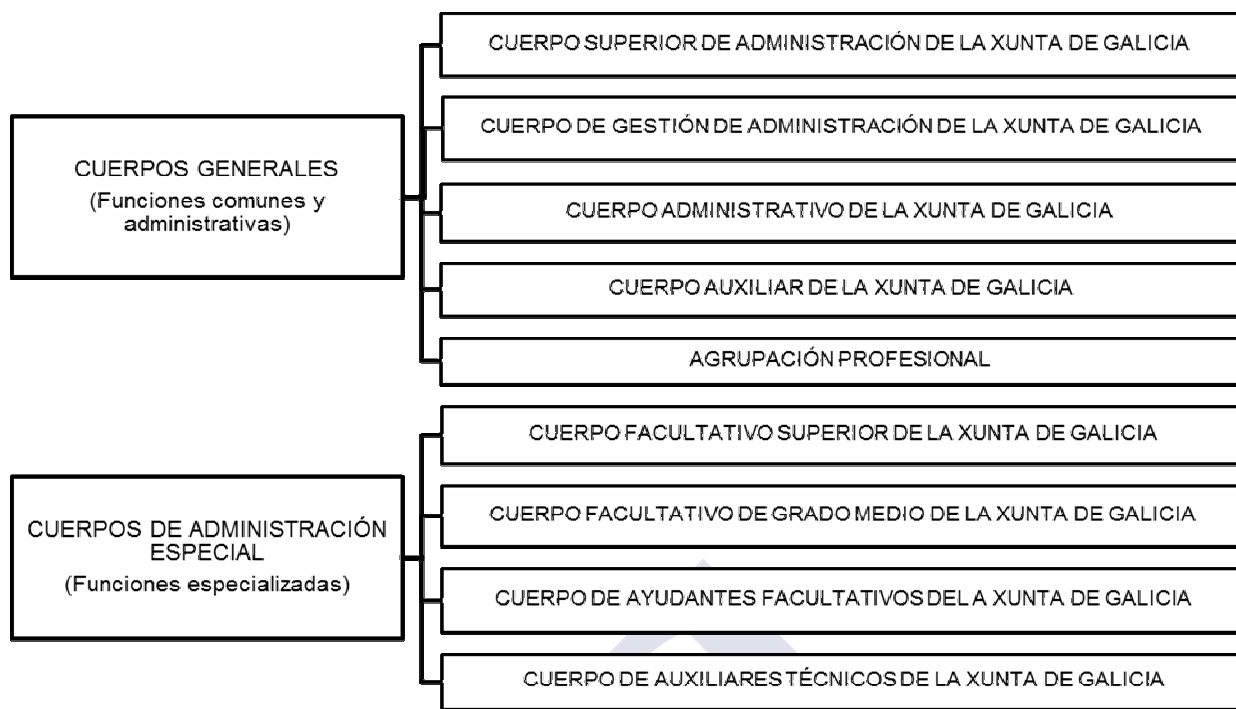 CUERPOS GENERALES
(Funciones comunes y
administrativas)
CUERPO SUPERIOR DE ADMINISTRACIÓN DE LA XUNTA DE GALICIA
CUERPO DE GESTIÓN DE ADMINISTRACIÓN DE LA XUNTA DE GALICIA
CUERPO ADMINISTRATIVO DE LA XUNTA DE GALICIA
CUERPO AUXILIAR DE LA XUNTA DE GALICIA
AGRUPACIÓN PROFESIONAL
CUERPOS DE ADMINISTRACIÓN
ESPECIAL
(Funciones especializadas)
CUERPO FACULTATIVO SUPERIOR DE LA XUNTA DE GALICIA
CUERPO FACULTATIVO DE GRADO MEDIO DE LA XUNTA DE GALICIA
CUERPO DE AYUDANTES FACULTATIVOS DEL A XUNTA DE GALICIA
CUERPO DE AUXILIARES TÉCNICOS DE LA XUNTA DE GALICIA